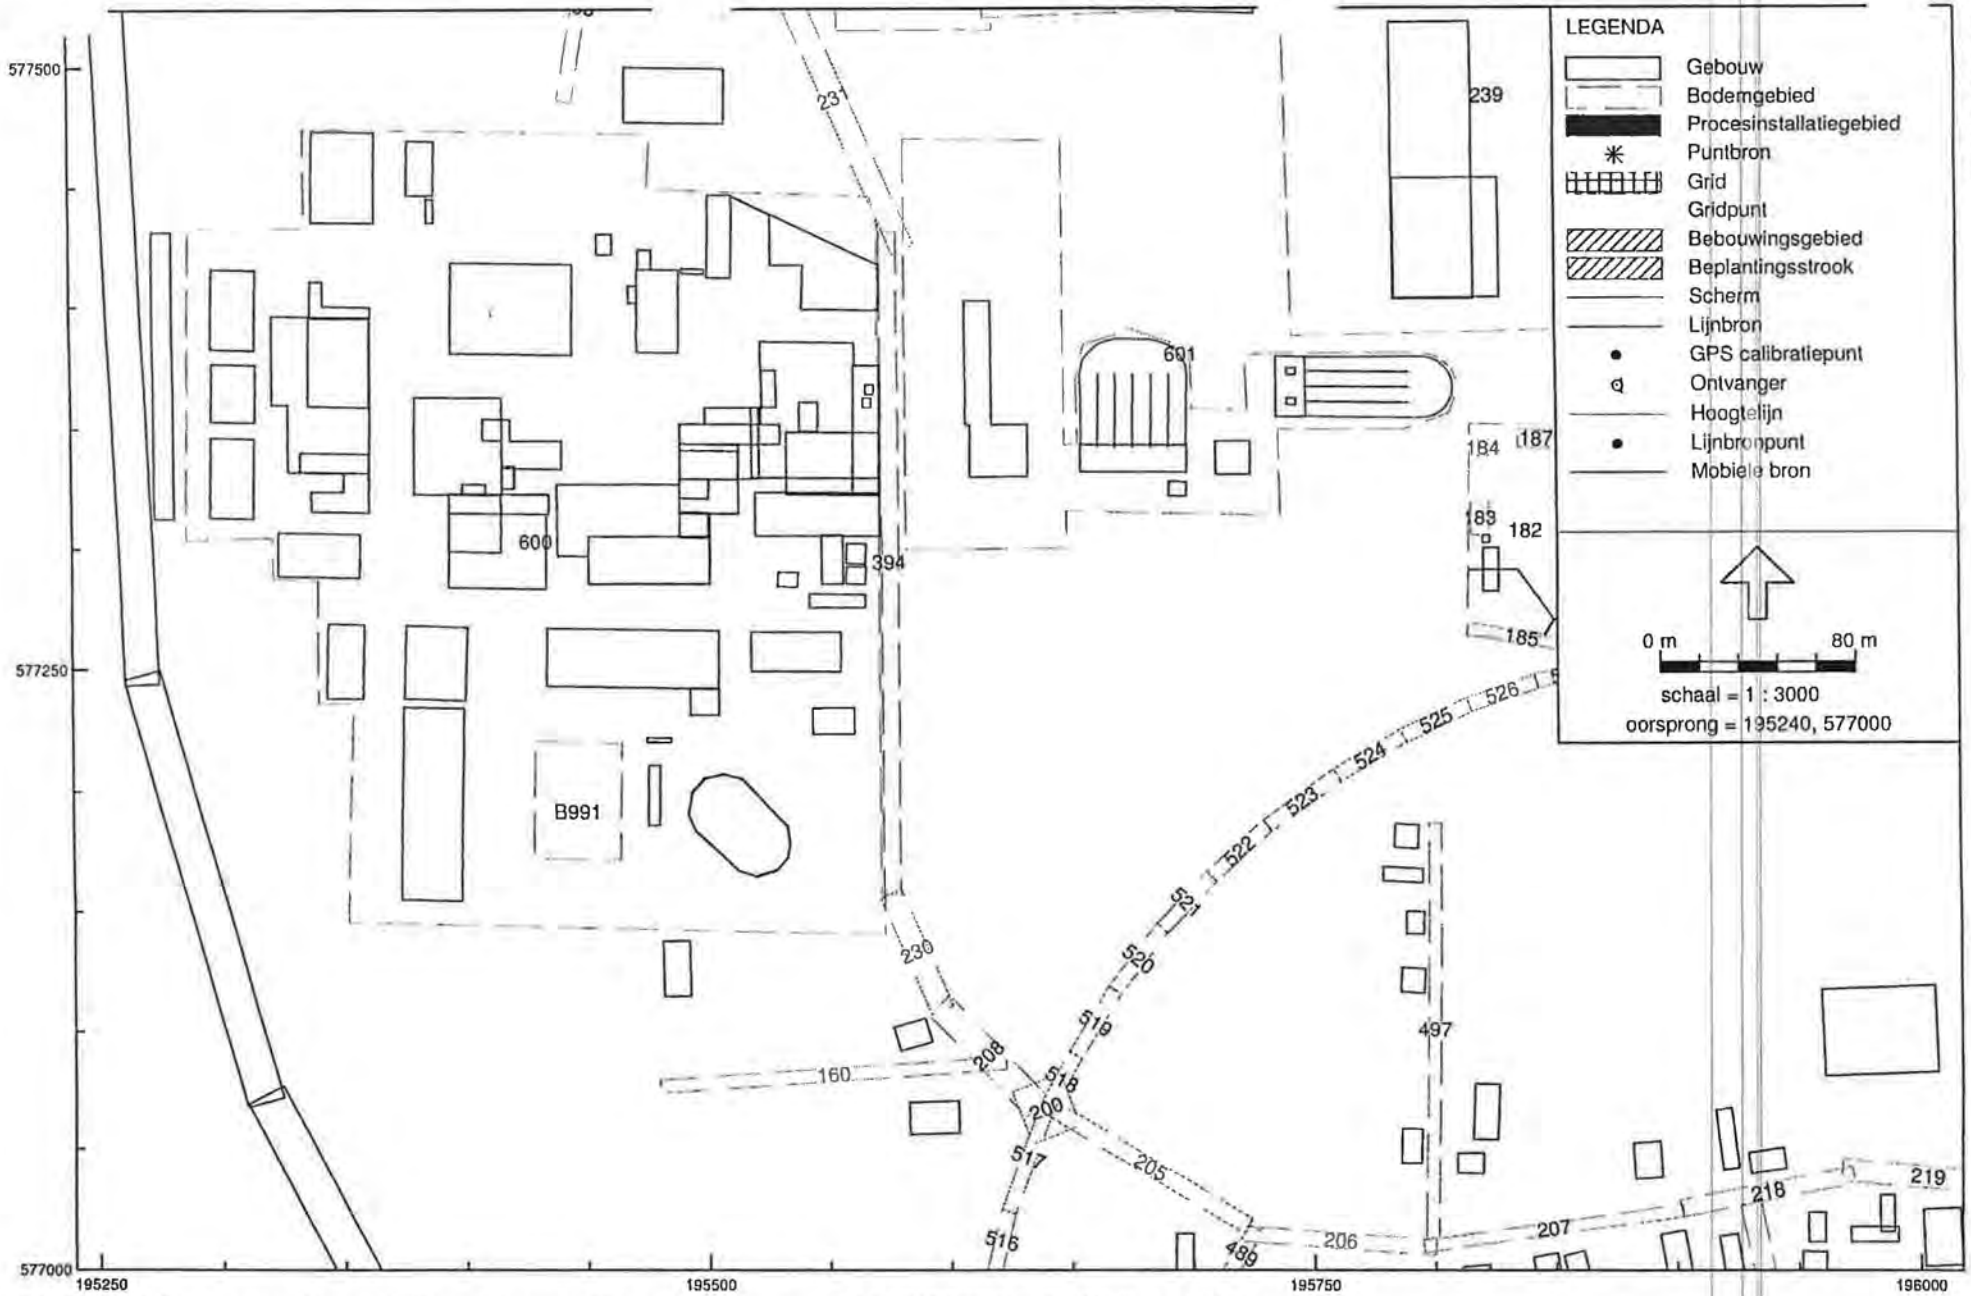 LEGENDA
Gebouw
Bodemgebied
Procesinstallatiegebied
Puntbron
Grid
Gridpunt
Bebouwingsgebied
Beplantingsstrook
Scherm
Lijnbron
GPS calibratiepunt
Ontvanger
Hoogtelijn
Lijnbronpunt
Mobiele bron
0 m 80 m
schaal = 1 : 3000
oorsprong = 195240, 577000
577500
231
239
601
184 187
183
182
600
394
185
577250
526
525
524
523
B991
522
521
230
520
519
497
208
160
518
200
517
205
219
218
207
516
489
206
577000
195250 195500 195750 196000